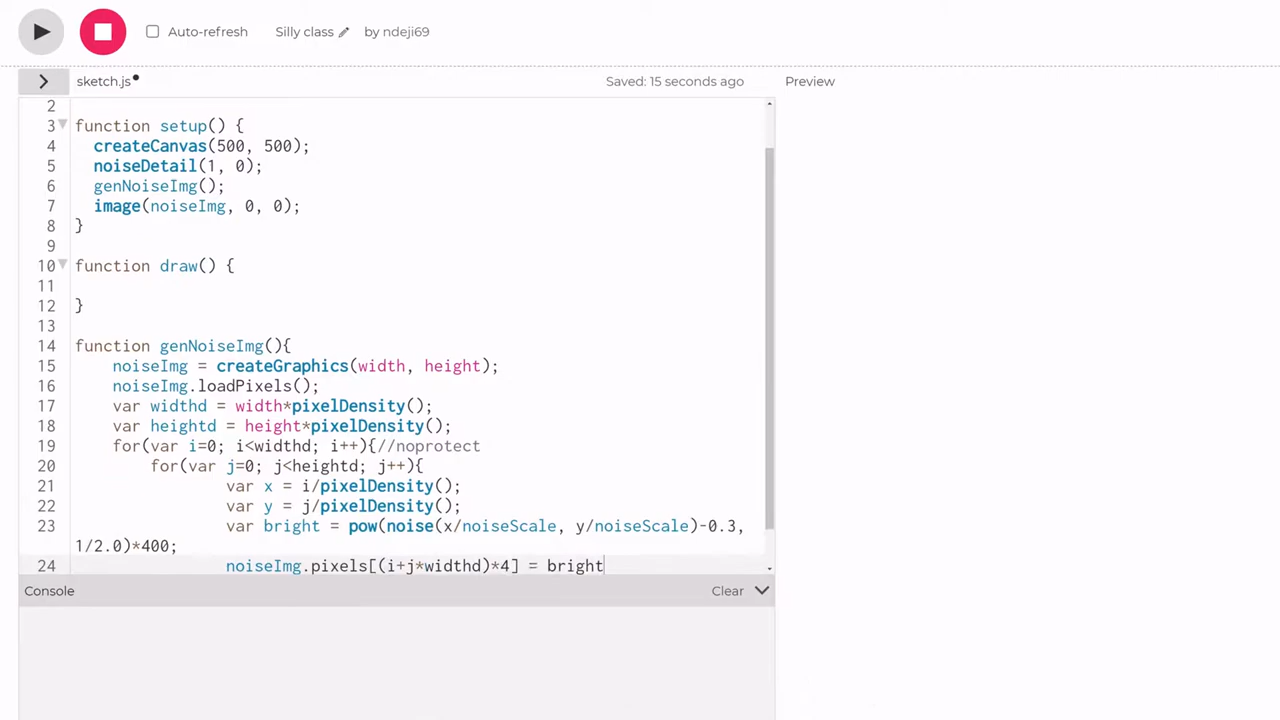 Auto-refresh Silly class by ndeji69
sketch.js Saved: 15 seconds ago Preview
2
3 function setup() {
4 createCanvas(500, 500);
5 noiseDetail(1, 0);
6 genNoiseImg();
7 image(noiseImg, 0, 0);
8 }
9
10 function draw() {
11
12 }
13
14 function genNoiseImg(){
15 noiseImg = createGraphics(width, height);
16 noiseImg.loadPixels();
17 var widthd = width*pixelDensity();
18 var heightd = height*pixelDensity();
19 for(var i=0; i<widthd; i++){//noprotect
20 for(var j=0; j<heightd; j++){
21 var x = i/pixelDensity();
22 var y = j/pixelDensity();
23 var bright = pow(noise(x/noiseScale, y/noiseScale)-0.3,
1/2.0)*400;
24 noiseImg.pixels[(i+j*widthd)*4] = bright
Console Clear